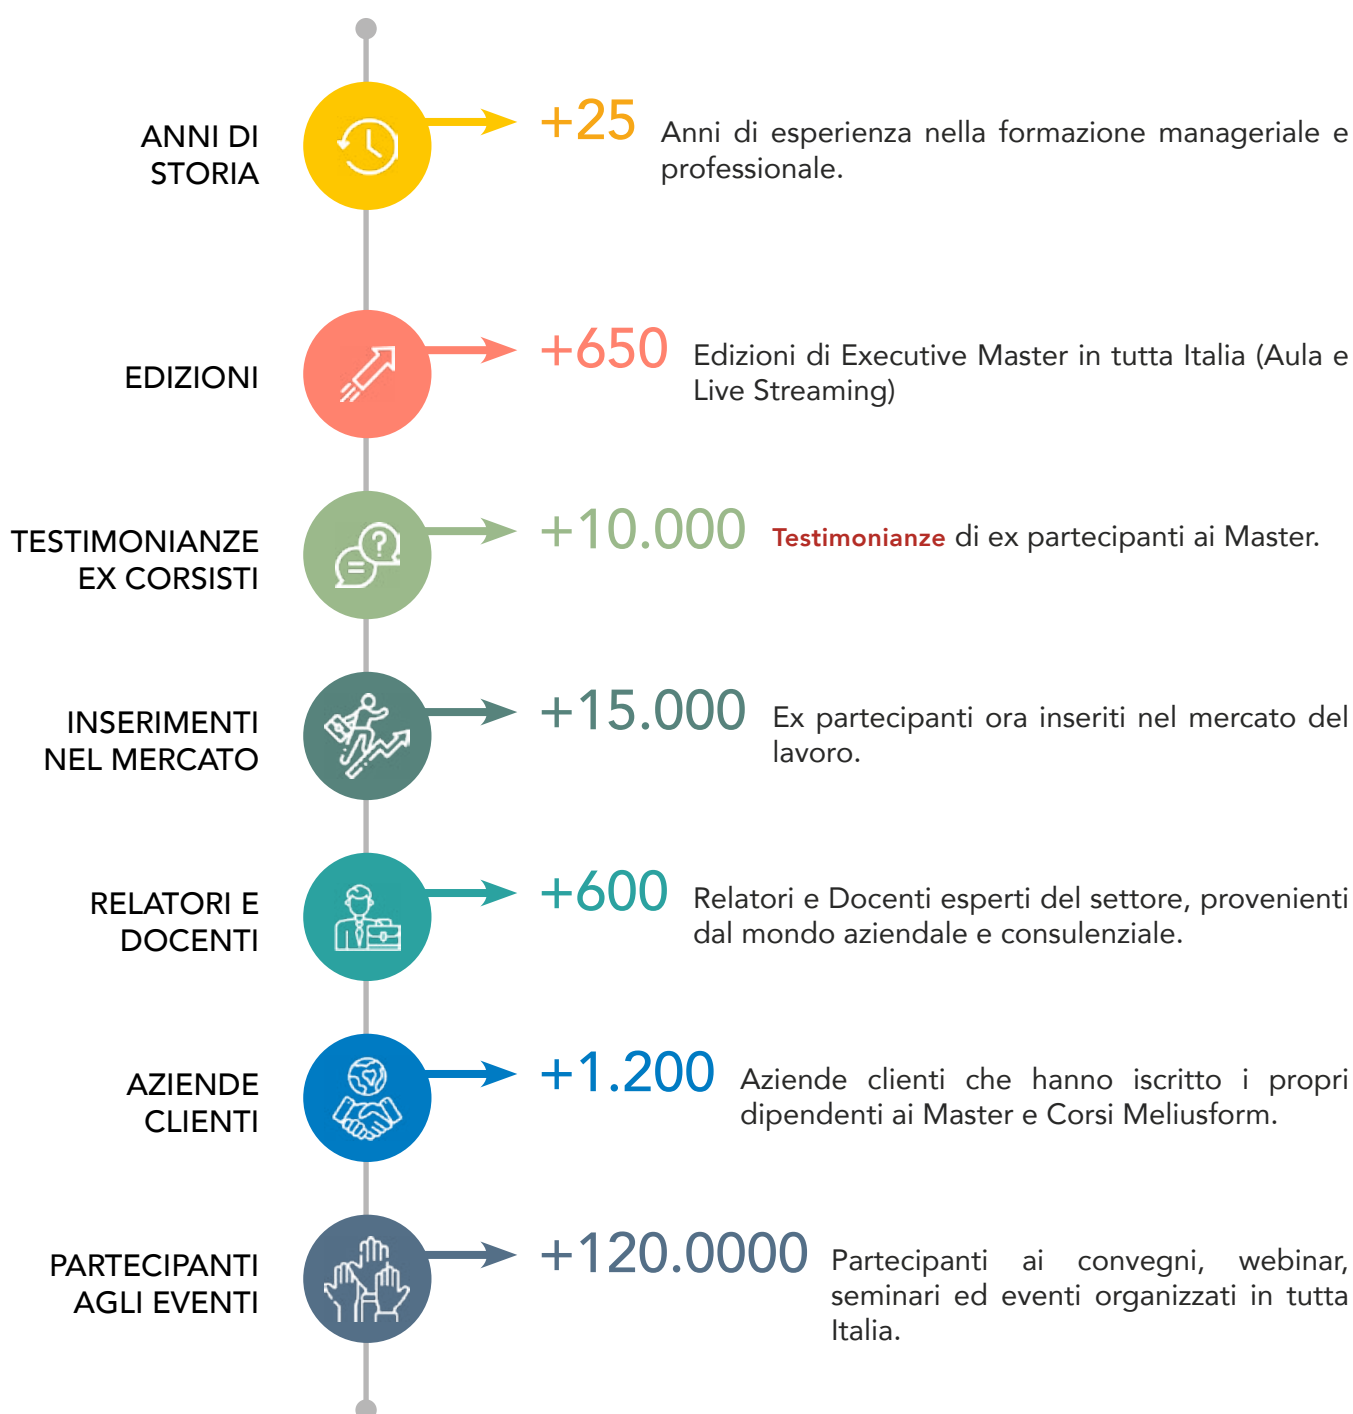 ANNI DI
STORIA
+25
Anni di esperienza nella formazione manageriale e
professionale.
EDIZIONI
+650
Edizioni di Executive Master in tutta Italia (Aula e
Live Streaming)
TESTIMONIANZE
EX CORSISTI
+10.000
Testimonianze di ex partecipanti ai Master.
INSERIMENTI
NEL MERCATO
+15.000
Ex partecipanti ora inseriti nel mercato del
lavoro.
RELATORI E
DOCENTI
+600
Relatori e Docenti esperti del settore, provenienti
dal mondo aziendale e consulenziale.
AZIENDE
CLIENTI
+1.200
Aziende clienti che hanno iscritto i propri
dipendenti ai Master e Corsi Meliusform.
PARTECIPANTI
AGLI EVENTI
+120.0000
Partecipanti ai convegni, webinar,
seminari ed eventi organizzati in tutta
Italia.